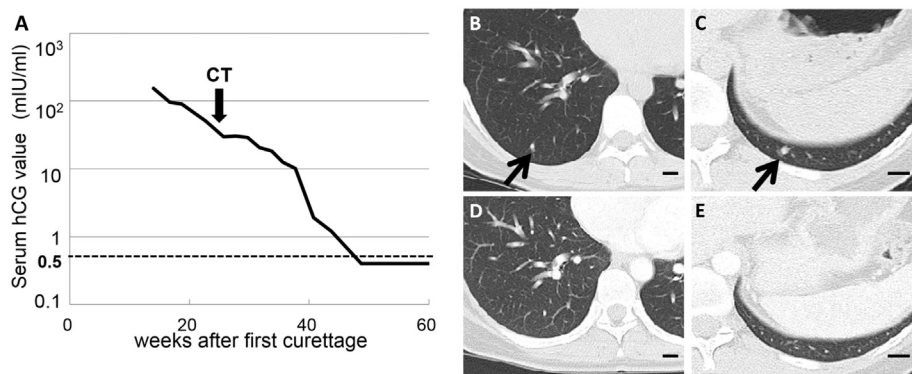 A
Serum hCG value (mIU/ml)
10³
10²
10
1
0.5
0.1
CT
0 20 40 60
weeks after first curettage
B
C
D
E